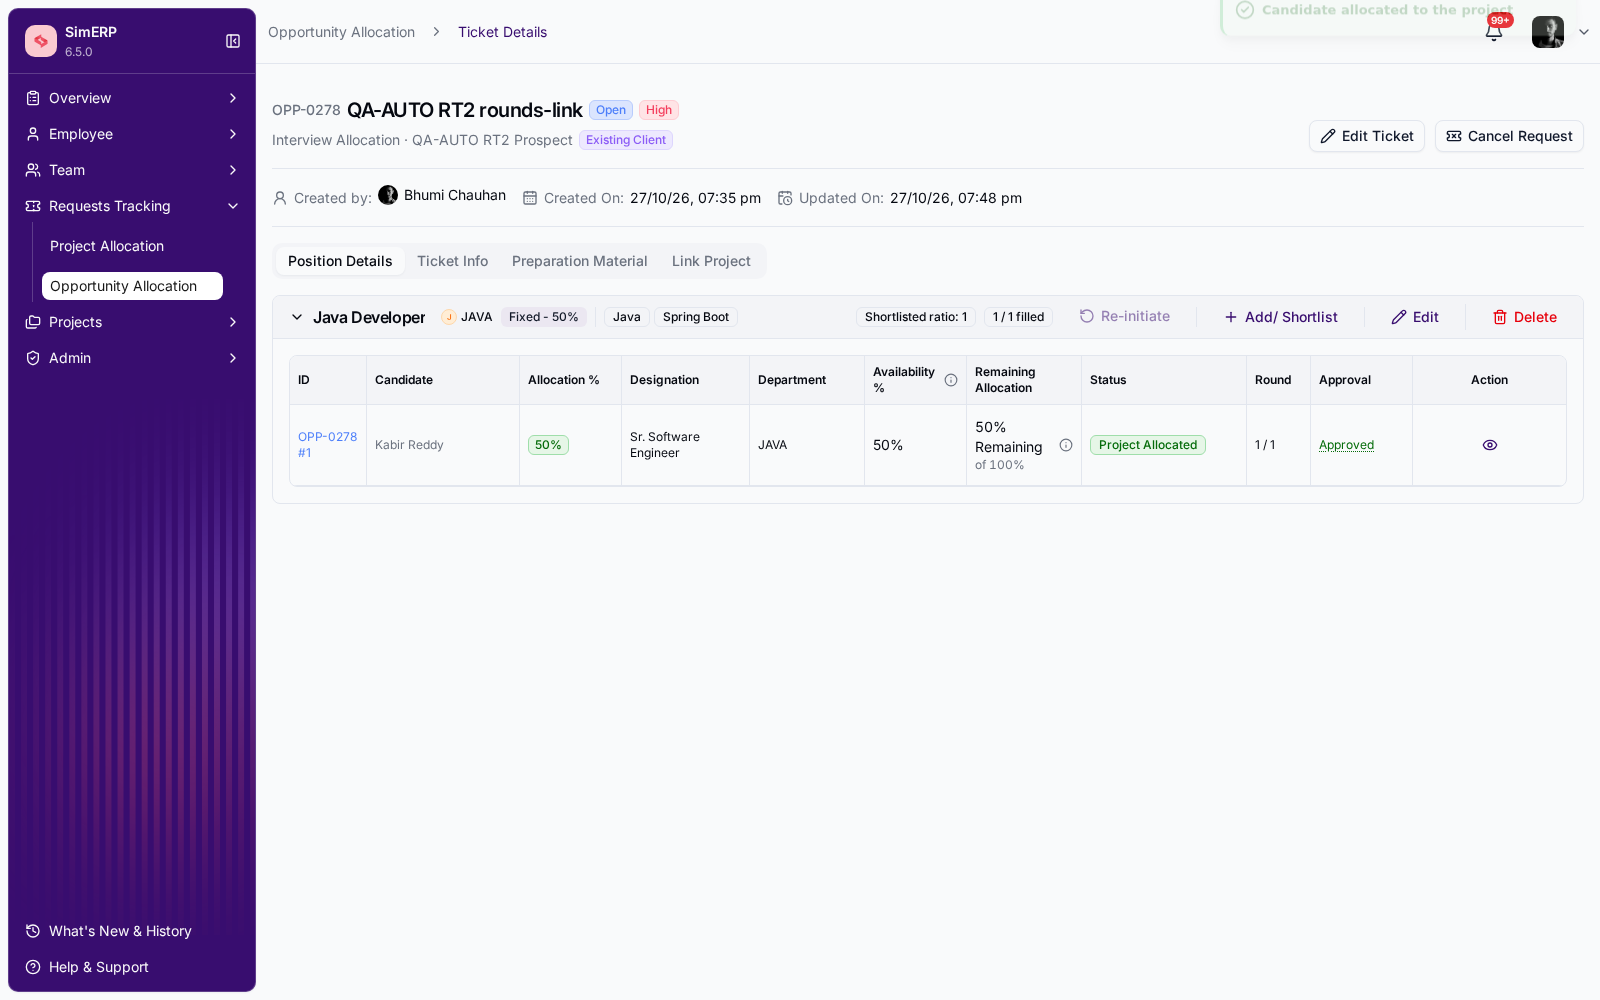 SimERP
6.5.0
Overview
Employee
Team
Requests Tracking
Project Allocation
Opportunity Allocation
Projects
Admin
What's New & History
Help & Support
Opportunity Allocation > Ticket Details
Candidate allocated to the project
99+
OPP-0278 QA-AUTO RT2 rounds-link Open High
Interview Allocation · QA-AUTO RT2 Prospect Existing Client
Edit Ticket
Cancel Request
Created by: Bhumi Chauhan Created On: 27/10/26, 07:35 pm Updated On: 27/10/26, 07:48 pm
Position Details Ticket Info Preparation Material Link Project
Java Developer J JAVA Fixed - 50% Java Spring Boot Shortlisted ratio: 1 1 / 1 filled Re-initiate Add/ Shortlist Edit Delete
ID Candidate Allocation % Designation Department Availability % Remaining Allocation Status Round Approval Action
OPP-0278 #1 Kabir Reddy 50% Sr. Software Engineer JAVA 50% 50% Remaining of 100% Project Allocated 1 / 1 Approved